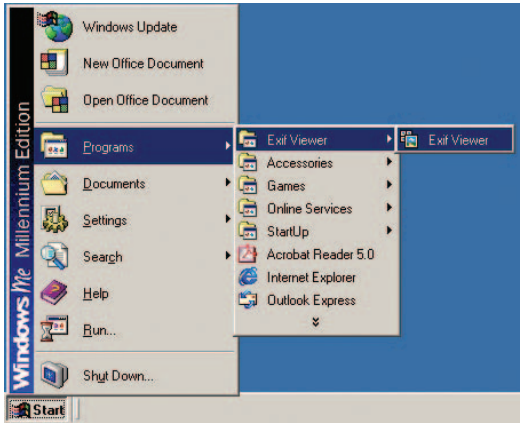 Windows Me Millennium Edition
Windows Update
New Office Document
Open Office Document
Programs
Documents
Settings
Search
Help
Run...
Shut Down...
Exif Viewer
Accessories
Games
Online Services
StartUp
Acrobat Reader 5.0
Internet Explorer
Outlook Express
Exif Viewer
Start